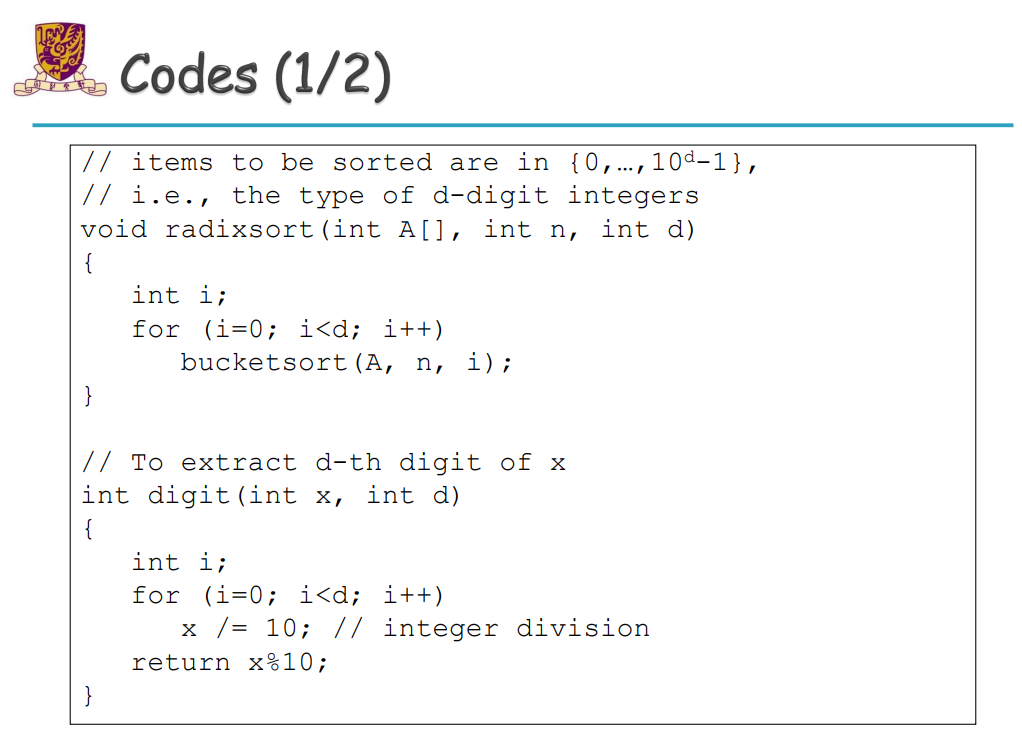 Codes (1/2)
// items to be sorted are in {0,…,10ᵈ–1},
// i.e., the type of d-digit integers
void radixsort(int A[], int n, int d)
{
int i;
for (i=0; i<d; i++)
bucketsort(A, n, i);
}
// To extract d-th digit of x
int digit(int x, int d)
{
int i;
for (i=0; i<d; i++)
x /= 10; // integer division
return x%10;
}